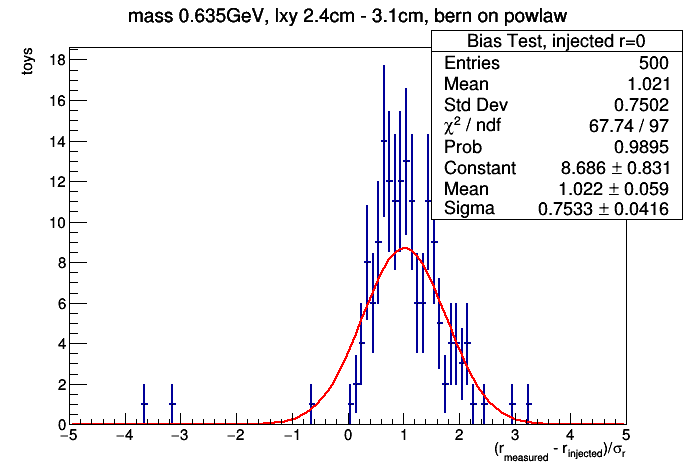 mass 0.635GeV, lxy 2.4cm - 3.1cm, bern on powlaw
Bias Test, injected r=0
Entries 500
Mean 1.021
Std Dev 0.7502
χ² / ndf 67.74 / 97
Prob 0.9895
Constant 8.686 ± 0.831
Mean 1.022 ± 0.059
Sigma 0.7533 ± 0.0416
toys
18
16
14
12
10
8
6
4
2
0
−5 −4 −3 −2 −1 0 1 2 3 4 5
(r_measured - r_injected)/σ_r